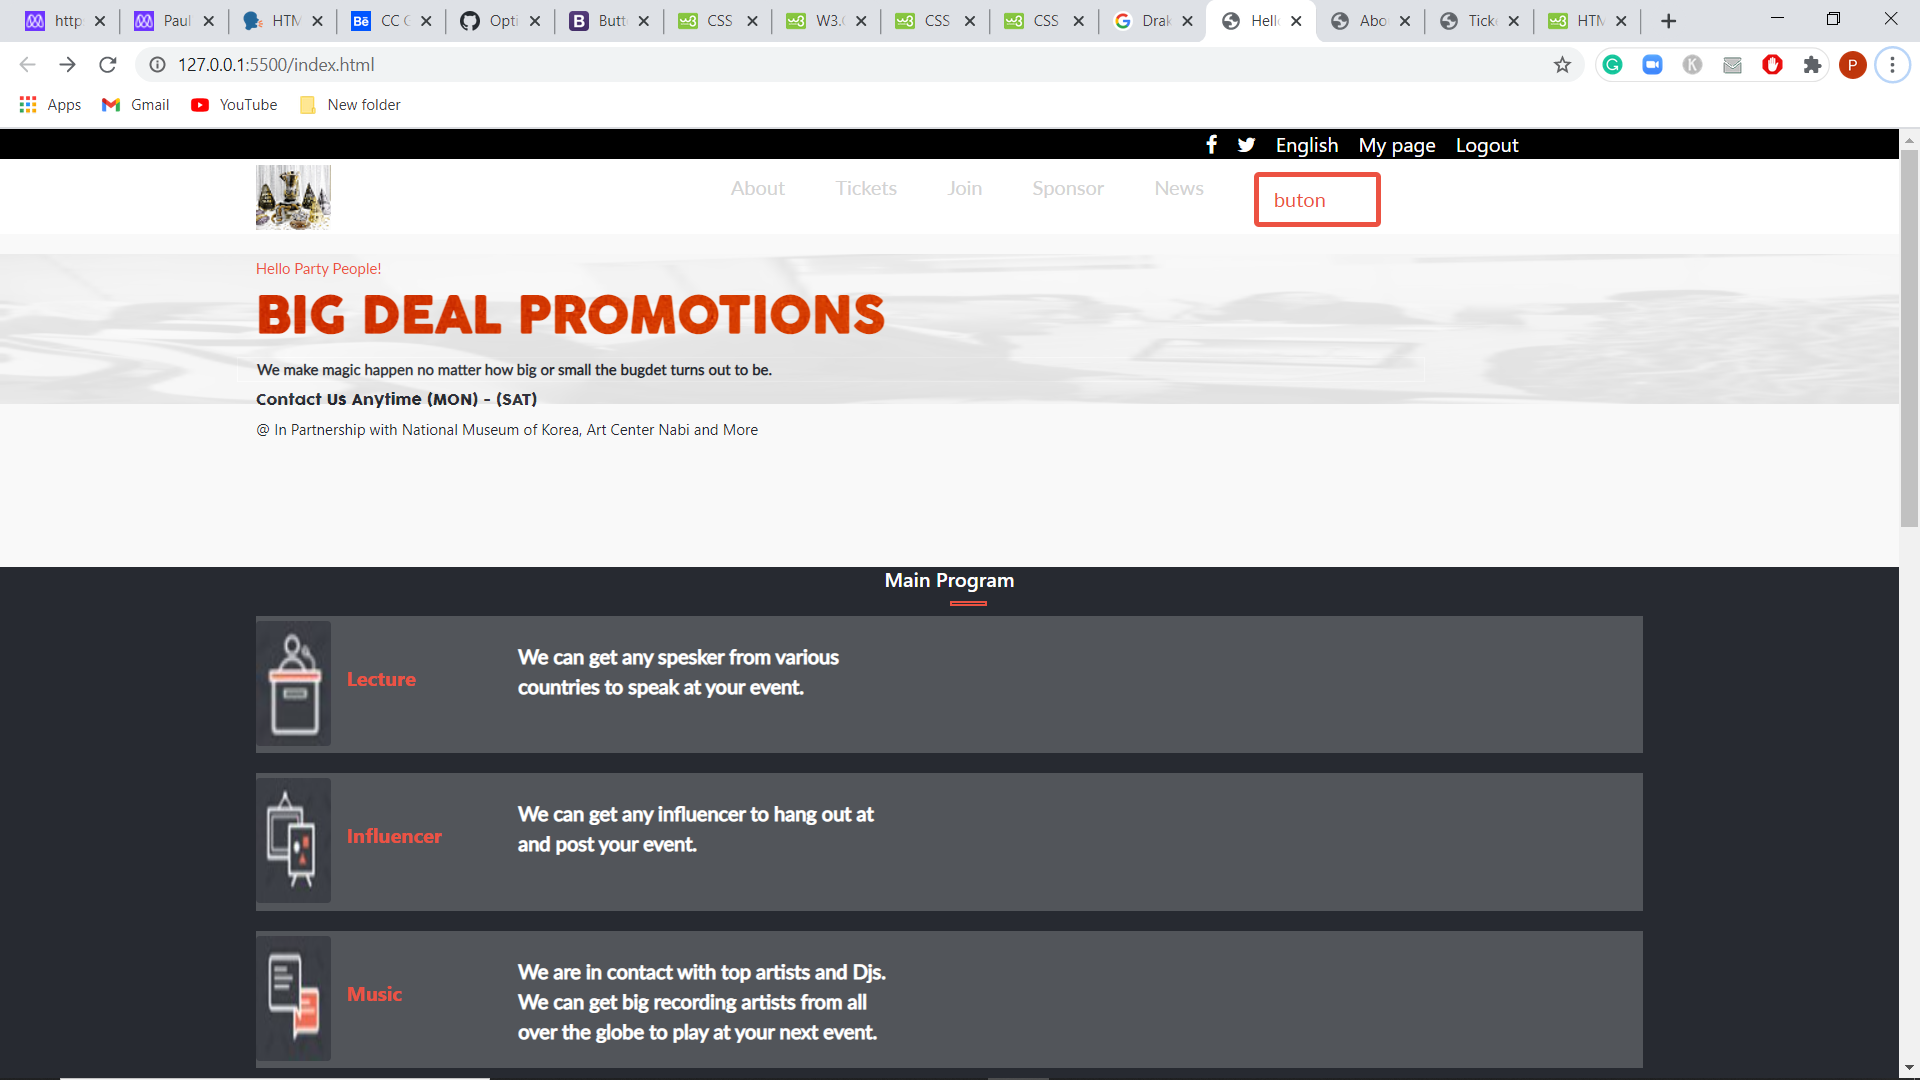 http
Paul
HTM
CC C
Opti
Butt
CSS
W3.
CSS
CSS
Drak
Hell
Abo
Tick
HTM
127.0.0.1:5500/index.html
P
Apps
Gmail
YouTube
New folder
English
My page
Logout
About
Tickets
Join
Sponsor
News
buton
Hello Party People!
BIG DEAL PROMOTIONS
We make magic happen no matter how big or small the bugdet turns out to be.
Contact Us Anytime (MON) - (SAT)
@ In Partnership with National Museum of Korea, Art Center Nabi and More
Main Program
Lecture
We can get any spesker from various
countries to speak at your event.
Influencer
We can get any influencer to hang out at
and post your event.
Music
We are in contact with top artists and Djs.
We can get big recording artists from all
over the globe to play at your next event.